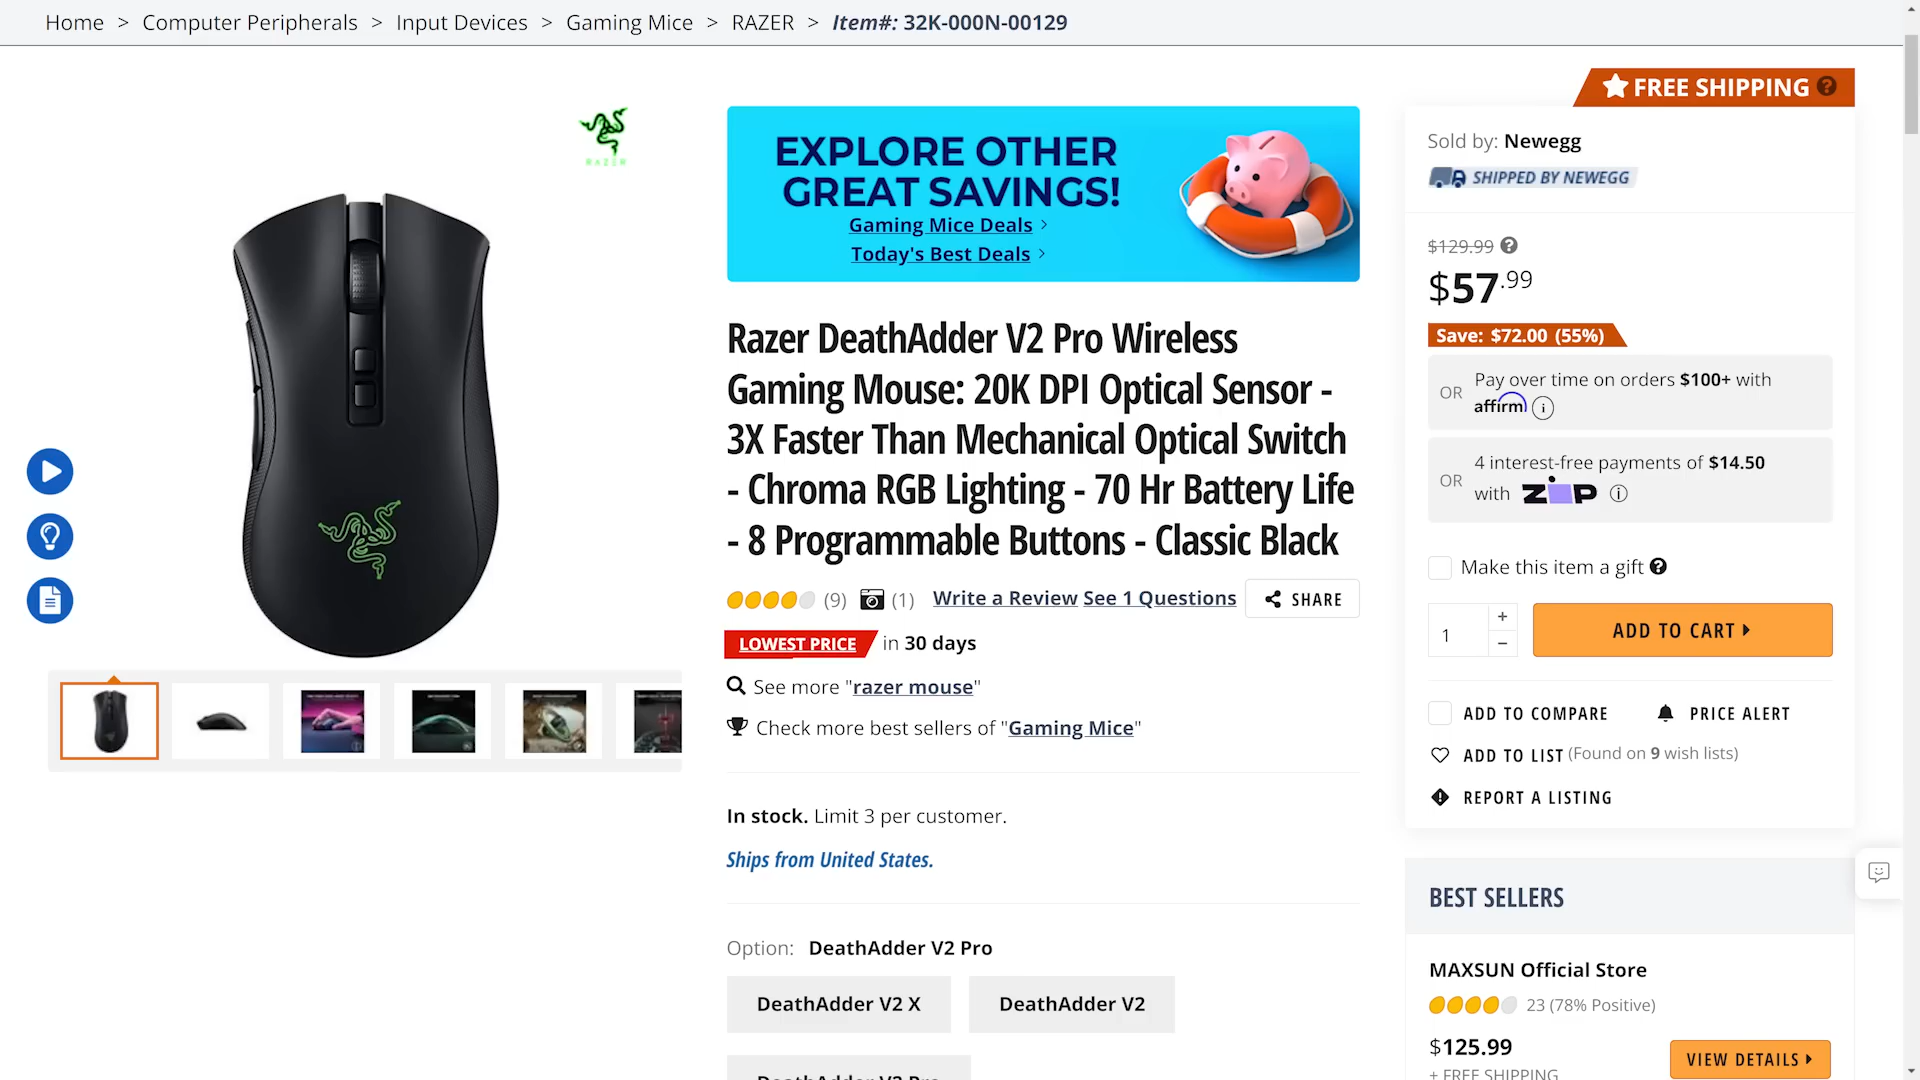 Home > Computer Peripherals > Input Devices > Gaming Mice > RAZER > Item#: 32K-000N-00129
RAZER
EXPLORE OTHER
GREAT SAVINGS!
Gaming Mice Deals >
Today's Best Deals >
Razer DeathAdder V2 Pro Wireless
Gaming Mouse: 20K DPI Optical Sensor -
3X Faster Than Mechanical Optical Switch
- Chroma RGB Lighting - 70 Hr Battery Life
- 8 Programmable Buttons - Classic Black
(9) (1) Write a Review See 1 Questions SHARE
LOWEST PRICE in 30 days
See more "razer mouse"
Check more best sellers of "Gaming Mice"
In stock. Limit 3 per customer.
Ships from United States.
Option: DeathAdder V2 Pro
DeathAdder V2 X DeathAdder V2
DeathAdder V2 Pro
FREE SHIPPING ?
Sold by: Newegg
SHIPPED BY NEWEGG
$129.99 ?
$57.99
Save: $72.00 (55%)
OR Pay over time on orders $100+ with
affirm i
OR 4 interest-free payments of $14.50
with ZIP i
Make this item a gift ?
1 + −
ADD TO CART
ADD TO COMPARE PRICE ALERT
ADD TO LIST (Found on 9 wish lists)
REPORT A LISTING
BEST SELLERS
MAXSUN Official Store
23 (78% Positive)
$125.99
+ FREE SHIPPING
VIEW DETAILS